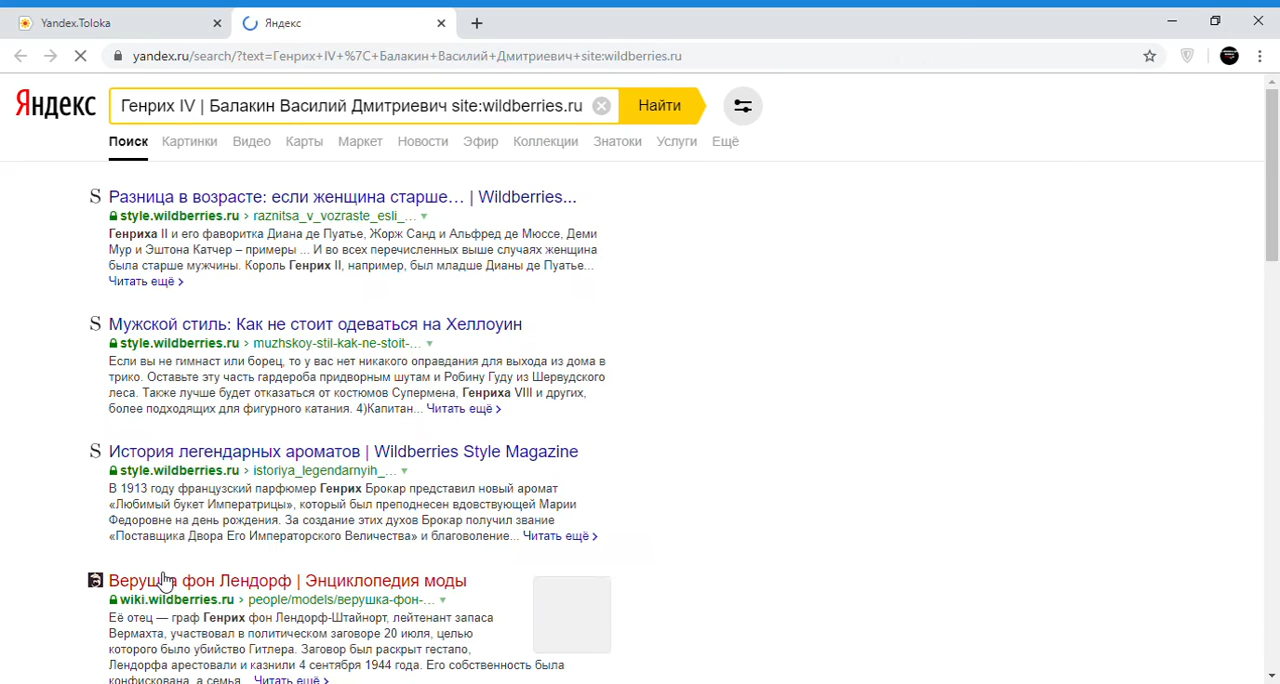 Yandex.Toloka
Яндекс
yandex.ru/search/?text=Генрих+IV+%7C+Балакин+Василий+Дмитриевич+site:wildberries.ru
Яндекс
Генрих IV | Балакин Василий Дмитриевич site:wildberries.ru
Найти
Поиск Картинки Видео Карты Маркет Новости Эфир Коллекции Знатоки Услуги Ещё
S Разница в возрасте: если женщина старше… | Wildberries...
style.wildberries.ru › raznitsa_v_vozraste_esli_...
Генриха II и его фаворитка Диана де Пуатье, Жорж Санд и Альфред де Мюссе, Деми
Мур и Эштона Катчер – примеры ... И во всех перечисленных выше случаях женщина
была старше мужчины. Король Генрих II, например, был младше Дианы де Пуатье...
Читать ещё ›
S Мужской стиль: Как не стоит одеваться на Хеллоуин
style.wildberries.ru › muzhskoy-stil-kak-ne-stoit-...
Если вы не гимнаст или борец, то у вас нет никакого оправдания для выхода из дома в
трико. Оставьте эту часть гардероба придворным шутам и Робину Гуду из Шервудского
леса. Также лучше будет отказаться от костюмов Супермена, Генриха VIII и других,
более подходящих для фигурного катания. 4)Капитан... Читать ещё ›
S История легендарных ароматов | Wildberries Style Magazine
style.wildberries.ru › istoriya_legendarnyih_...
В 1913 году французский парфюмер Генрих Брокар представил новый аромат
«Любимый букет Императрицы», который был преподнесен вдовствующей Марии
Федоровне на день рождения. За создание этих духов Брокар получил звание
«Поставщика Двора Его Императорского Величества» и благоволение... Читать ещё ›
Верушка фон Лендорф | Энциклопедия моды
wiki.wildberries.ru › people/models/верушка-фон-...
Её отец — граф Генрих фон Лендорф-Штайнорт, лейтенант запаса
Вермахта, участвовал в политическом заговоре 20 июля, целью
которого было убийство Гитлера. Заговор был раскрыт гестапо,
Лендорфа арестовали и казнили 4 сентября 1944 года. Его собственность была
конфискована, а семья... Читать ещё ›